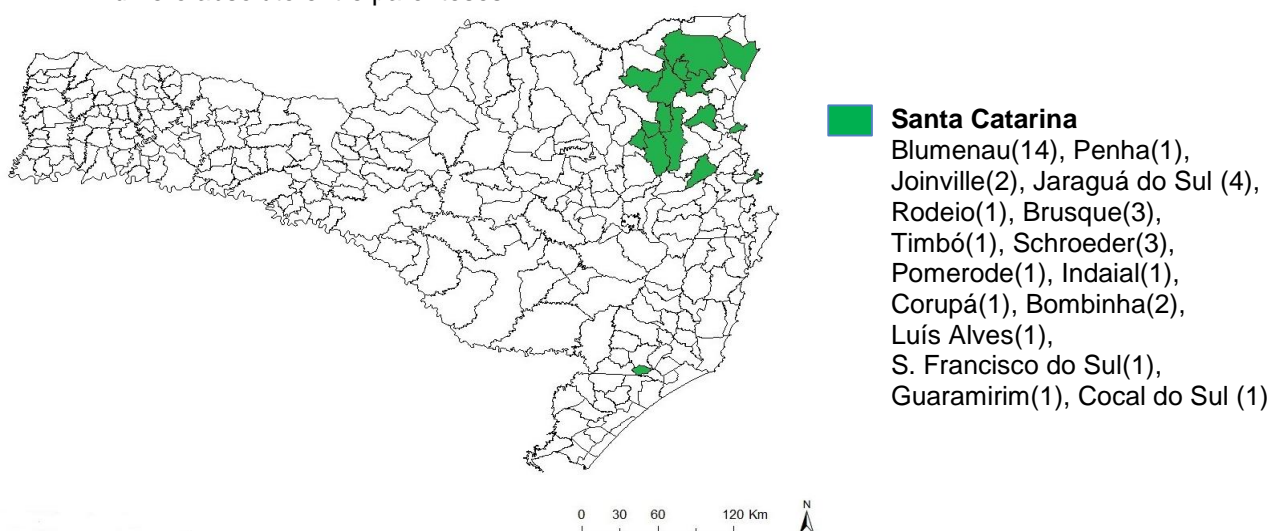 Santa Catarina
Blumenau(14), Penha(1),
Joinville(2), Jaraguá do Sul (4),
Rodeio(1), Brusque(3),
Timbó(1), Schroeder(3),
Pomerode(1), Indaial(1),
Corupá(1), Bombinha(2),
Luís Alves(1),
S. Francisco do Sul(1),
Guaramirim(1), Cocal do Sul (1)
0 30 60 120 Km
N